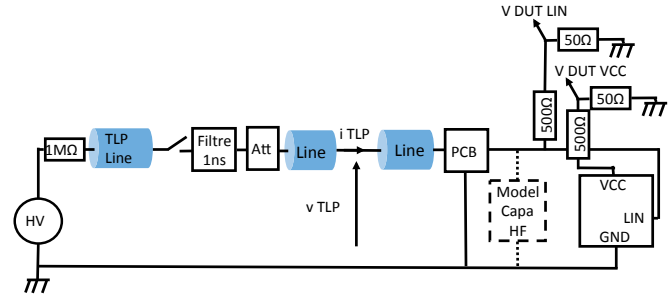 V DUT LIN
50Ω
V DUT VCC
50Ω
500Ω
500Ω
1MΩ
TLP
Line
Filtre
1ns
Att
Line
i TLP
Line
PCB
v TLP
Model
Capa
HF
VCC
LIN
GND
HV